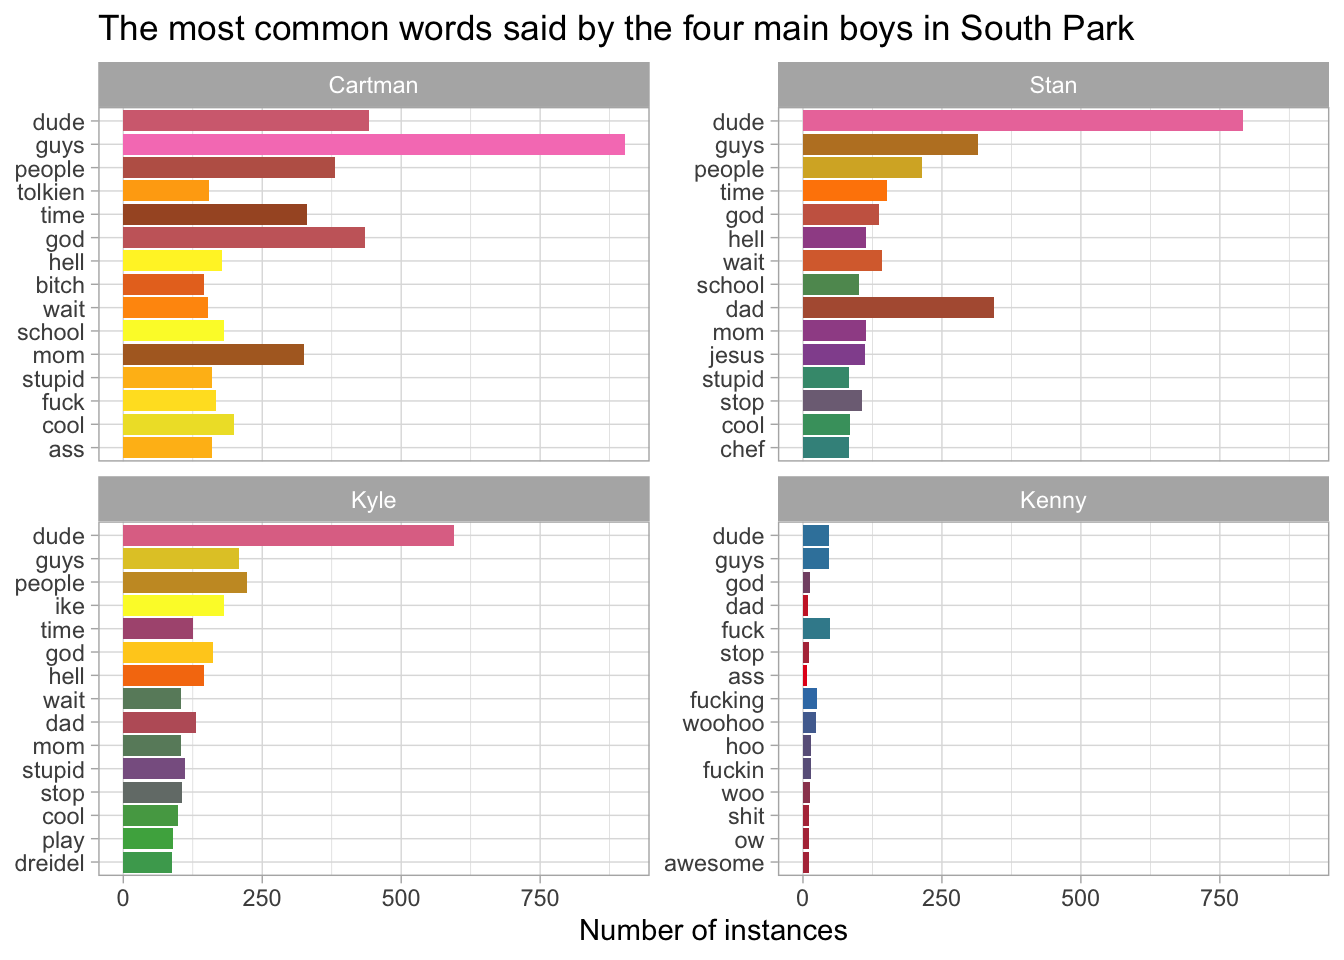 The most common words said by the four main boys in South Park
Cartman
dude
guys
people
tolkien
time
god
hell
bitch
wait
school
mom
stupid
fuck
cool
ass
Stan
dude
guys
people
time
god
hell
wait
school
dad
mom
jesus
stupid
stop
cool
chef
Kyle
dude
guys
people
ike
time
god
hell
wait
dad
mom
stupid
stop
cool
play
dreidel
0 250 500 750
Kenny
dude
guys
god
dad
fuck
stop
ass
fucking
woohoo
hoo
fuckin
woo
shit
ow
awesome
0 250 500 750
Number of instances